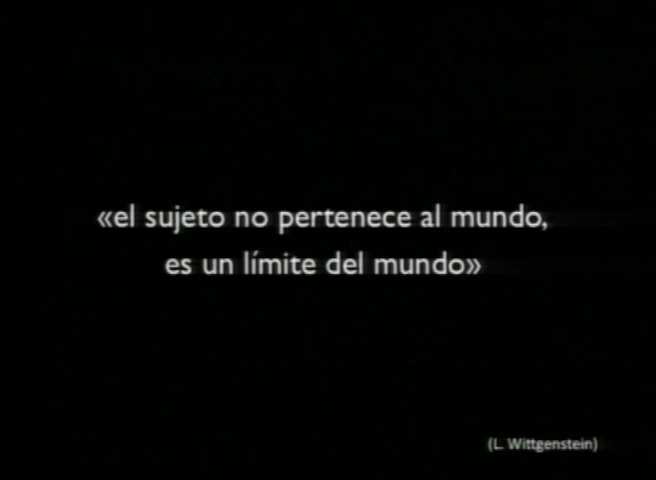 «el sujeto no pertenece al mundo,
es un límite del mundo»
(L. Wittgenstein)